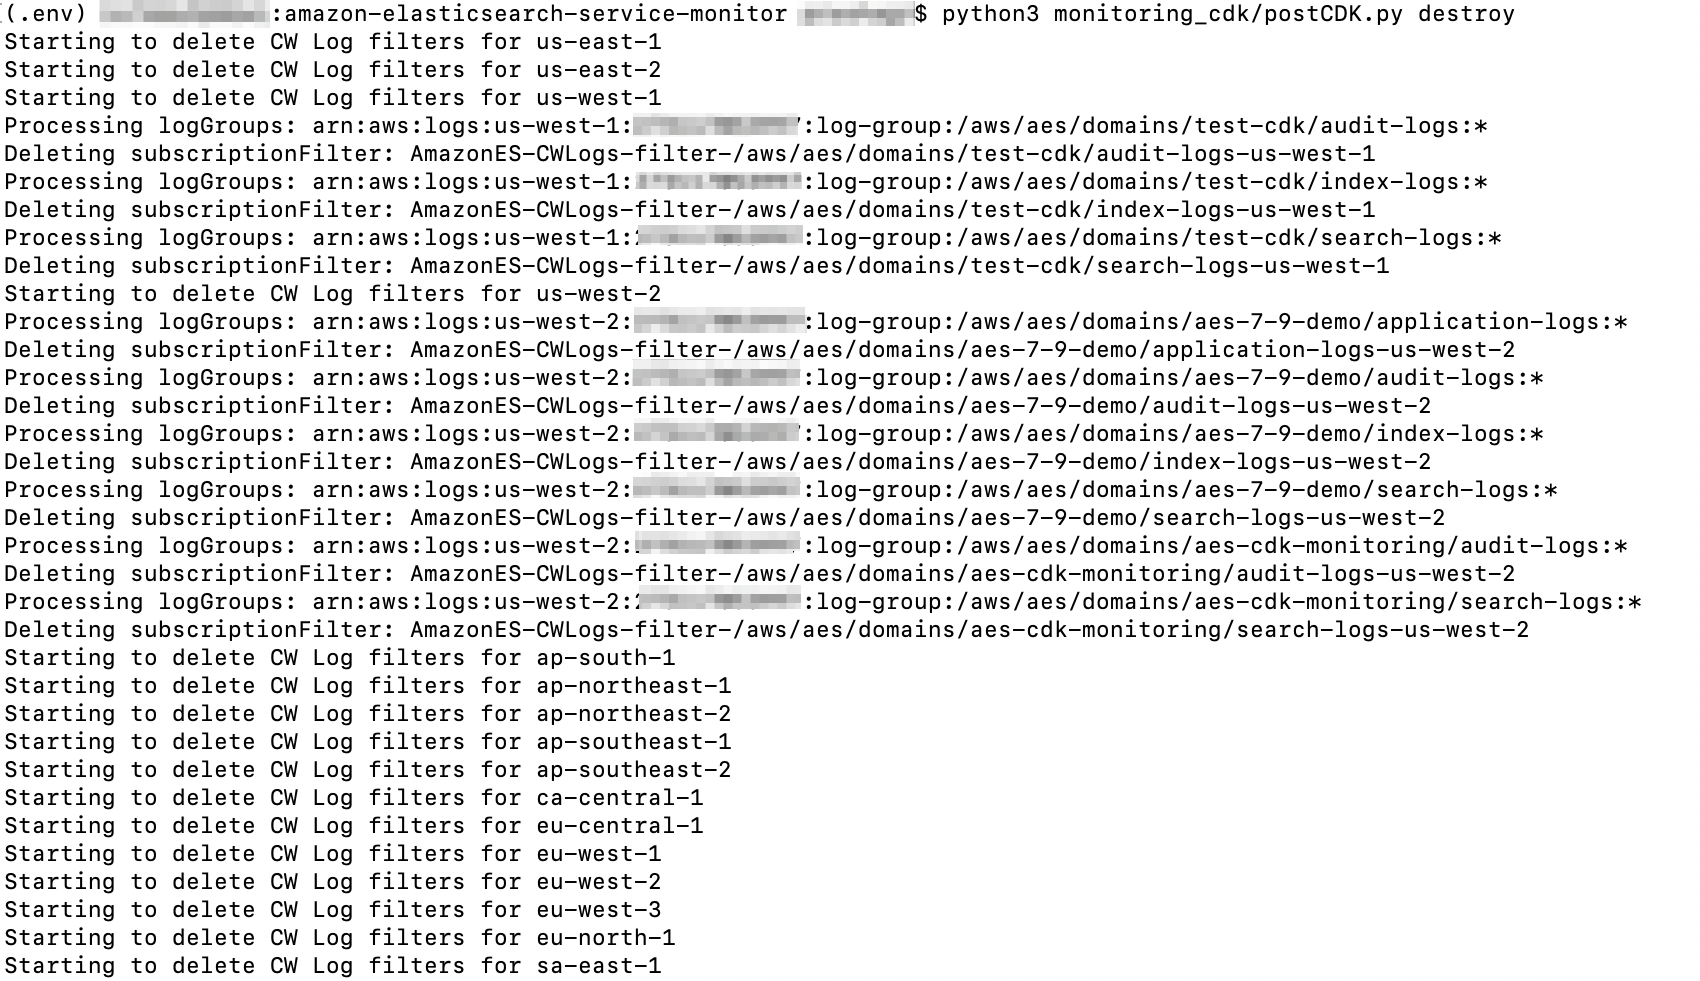 (.env) :amazon-elasticsearch-service-monitor $ python3 monitoring_cdk/postCDK.py destroy
Starting to delete CW Log filters for us-east-1
Starting to delete CW Log filters for us-east-2
Starting to delete CW Log filters for us-west-1
Processing logGroups: arn:aws:logs:us-west-1: :log-group:/aws/aes/domains/test-cdk/audit-logs:*
Deleting subscriptionFilter: AmazonES-CWLogs-filter-/aws/aes/domains/test-cdk/audit-logs-us-west-1
Processing logGroups: arn:aws:logs:us-west-1: :log-group:/aws/aes/domains/test-cdk/index-logs:*
Deleting subscriptionFilter: AmazonES-CWLogs-filter-/aws/aes/domains/test-cdk/index-logs-us-west-1
Processing logGroups: arn:aws:logs:us-west-1: :log-group:/aws/aes/domains/test-cdk/search-logs:*
Deleting subscriptionFilter: AmazonES-CWLogs-filter-/aws/aes/domains/test-cdk/search-logs-us-west-1
Starting to delete CW Log filters for us-west-2
Processing logGroups: arn:aws:logs:us-west-2: :log-group:/aws/aes/domains/aes-7-9-demo/application-logs:*
Deleting subscriptionFilter: AmazonES-CWLogs-filter-/aws/aes/domains/aes-7-9-demo/application-logs-us-west-2
Processing logGroups: arn:aws:logs:us-west-2: :log-group:/aws/aes/domains/aes-7-9-demo/audit-logs:*
Deleting subscriptionFilter: AmazonES-CWLogs-filter-/aws/aes/domains/aes-7-9-demo/audit-logs-us-west-2
Processing logGroups: arn:aws:logs:us-west-2: :log-group:/aws/aes/domains/aes-7-9-demo/index-logs:*
Deleting subscriptionFilter: AmazonES-CWLogs-filter-/aws/aes/domains/aes-7-9-demo/index-logs-us-west-2
Processing logGroups: arn:aws:logs:us-west-2: :log-group:/aws/aes/domains/aes-7-9-demo/search-logs:*
Deleting subscriptionFilter: AmazonES-CWLogs-filter-/aws/aes/domains/aes-7-9-demo/search-logs-us-west-2
Processing logGroups: arn:aws:logs:us-west-2: :log-group:/aws/aes/domains/aes-cdk-monitoring/audit-logs:*
Deleting subscriptionFilter: AmazonES-CWLogs-filter-/aws/aes/domains/aes-cdk-monitoring/audit-logs-us-west-2
Processing logGroups: arn:aws:logs:us-west-2: :log-group:/aws/aes/domains/aes-cdk-monitoring/search-logs:*
Deleting subscriptionFilter: AmazonES-CWLogs-filter-/aws/aes/domains/aes-cdk-monitoring/search-logs-us-west-2
Starting to delete CW Log filters for ap-south-1
Starting to delete CW Log filters for ap-northeast-1
Starting to delete CW Log filters for ap-northeast-2
Starting to delete CW Log filters for ap-southeast-1
Starting to delete CW Log filters for ap-southeast-2
Starting to delete CW Log filters for ca-central-1
Starting to delete CW Log filters for eu-central-1
Starting to delete CW Log filters for eu-west-1
Starting to delete CW Log filters for eu-west-2
Starting to delete CW Log filters for eu-west-3
Starting to delete CW Log filters for eu-north-1
Starting to delete CW Log filters for sa-east-1